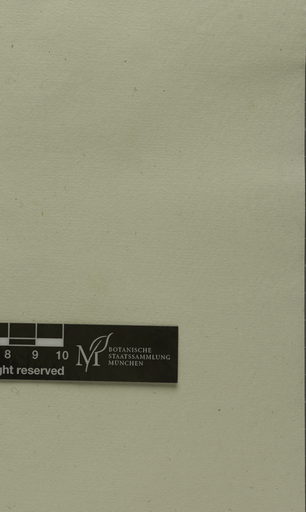 8 9 10
ght reserved
M
BOTANISCHE
STAATSSAMMLUNG
MÜNCHEN